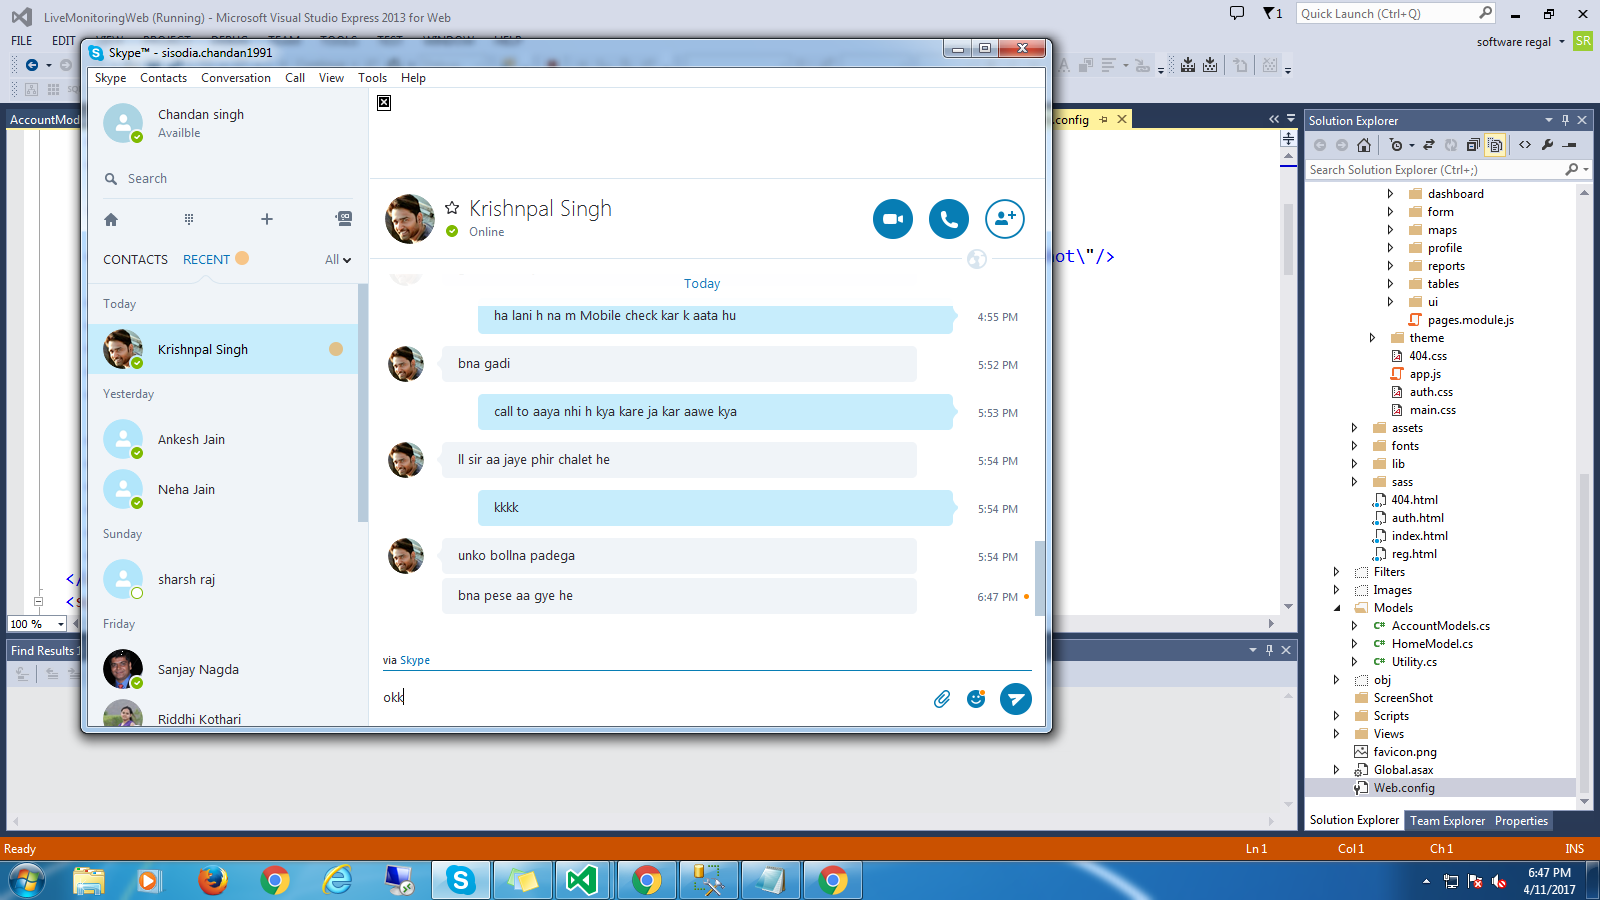 LiveMonitoringWeb (Running) - Microsoft Visual Studio Express 2013 for Web
1
Quick Launch (Ctrl+Q)
FILE EDIT
software regal SR
Skype™ - sisodia.chandan1991
Skype Contacts Conversation Call View Tools Help
Chandan singh
Availble
Search
CONTACTS RECENT All
Today
Krishnpal Singh
Yesterday
Ankesh Jain
Neha Jain
Sunday
sharsh raj
Friday
Sanjay Nagda
Riddhi Kothari
Krishnpal Singh
Online
Today
ha lani h na m Mobile check kar k aata hu 4:55 PM
bna gadi 5:52 PM
call to aaya nhi h kya kare ja kar aawe kya 5:53 PM
ll sir aa jaye phir chalet he 5:54 PM
kkkk 5:54 PM
unko bollna padega 5:54 PM
bna pese aa gye he 6:47 PM
via Skype
okk
AccountMod
.config
ot\"/>
</
<s
100 %
Find Results 1
Solution Explorer
Search Solution Explorer (Ctrl+;)
dashboard
form
maps
profile
reports
tables
ui
pages.module.js
theme
404.css
app.js
auth.css
main.css
assets
fonts
lib
sass
404.html
auth.html
index.html
reg.html
Filters
Images
Models
C# AccountModels.cs
C# HomeModel.cs
C# Utility.cs
obj
ScreenShot
Scripts
Views
favicon.png
Global.asax
Web.config
Solution Explorer Team Explorer Properties
Ready Ln 1 Col 1 Ch 1 INS
6:47 PM
4/11/2017